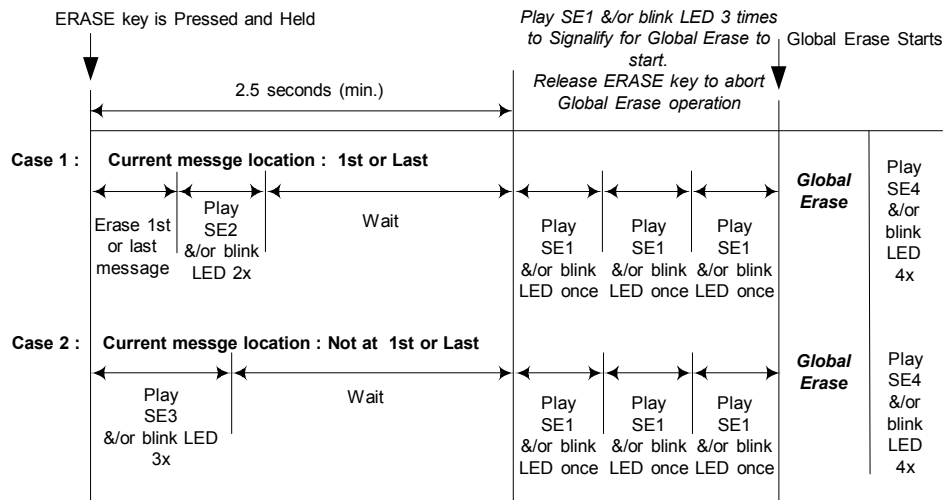 ERASE key is Pressed and Held
Play SE1 &/or blink LED 3 times
to Signalify for Global Erase to
start.
Release ERASE key to abort
Global Erase operation
Global Erase Starts
2.5 seconds (min.)
Case 1 : Current messge location : 1st or Last
Erase 1st
or last
message
Play
SE2
&/or blink
LED 2x
Wait
Play
SE1
&/or blink
LED once
Play
SE1
&/or blink
LED once
Play
SE1
&/or blink
LED once
Global
Erase
Play
SE4
&/or
blink
LED
4x
Case 2 : Current messge location : Not at 1st or Last
Play
SE3
&/or blink LED
3x
Wait
Play
SE1
&/or blink
LED once
Play
SE1
&/or blink
LED once
Play
SE1
&/or blink
LED once
Global
Erase
Play
SE4
&/or
blink
LED
4x